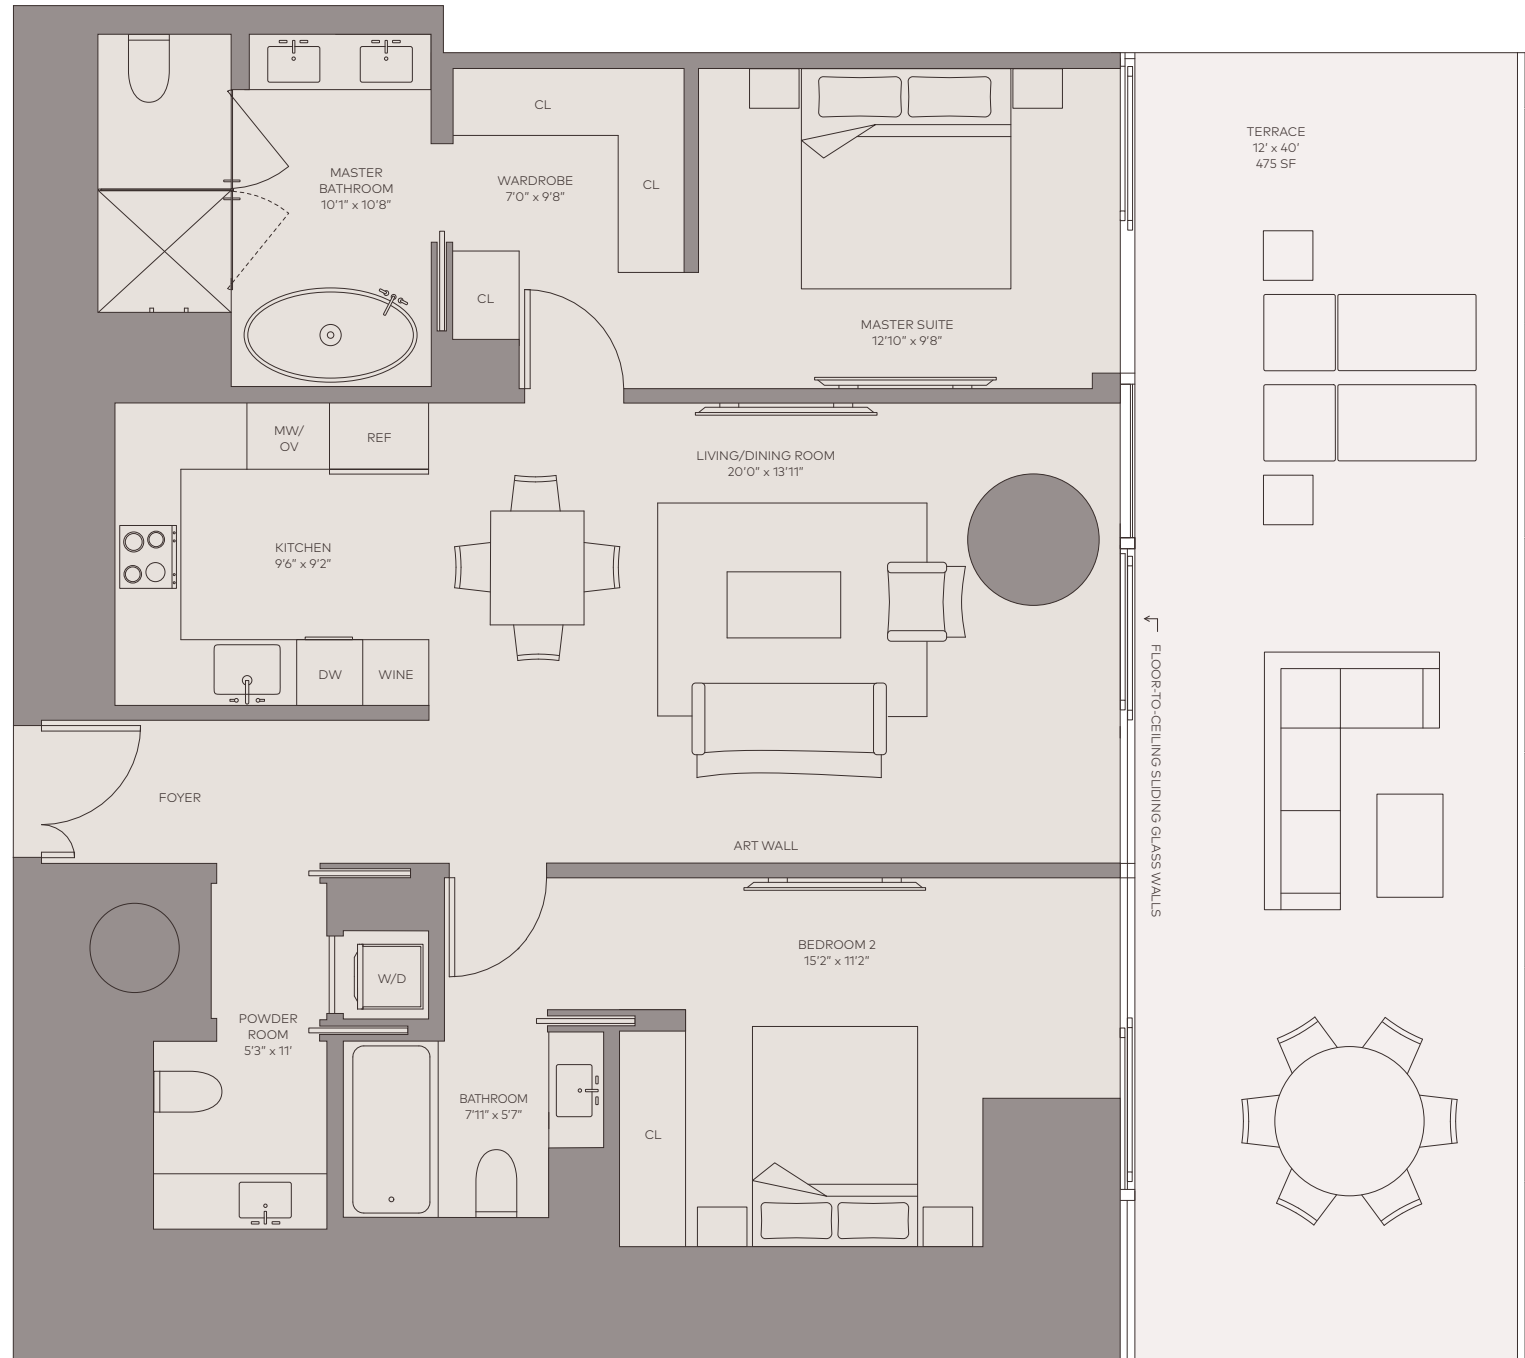 CL
TERRACE
12' x 40'
475 SF
MASTER
BATHROOM
10'1" x 10'8"
WARDROBE
7'0" x 9'8"
CL
CL
MASTER SUITE
12'10" x 9'8"
MW/
OV
REF
LIVING/DINING ROOM
20'0" x 13'11"
KITCHEN
9'6" x 9'2"
DW
WINE
FLOOR-TO-CEILING SLIDING GLASS WALLS
FOYER
ART WALL
BEDROOM 2
15'2" x 11'2"
W/D
POWDER
ROOM
5'3" x 11'
BATHROOM
7'11" x 5'7"
CL